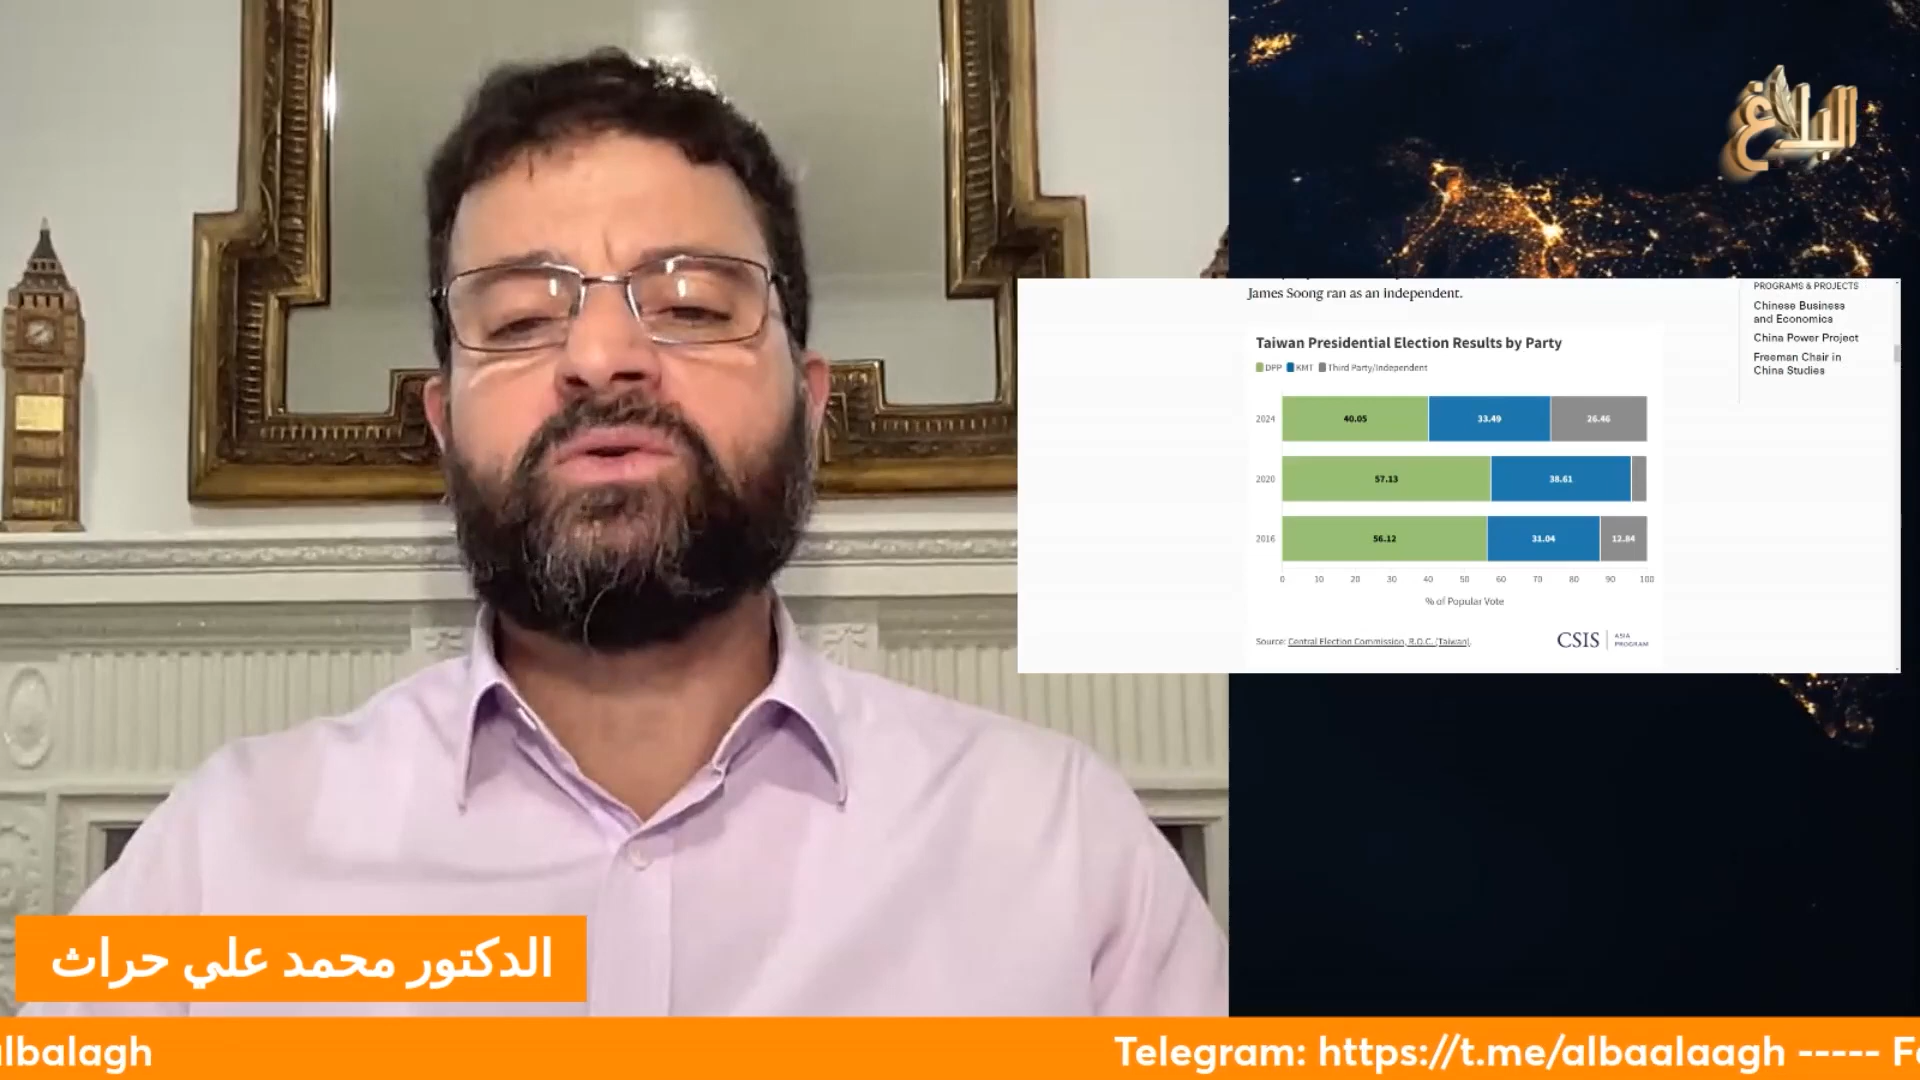 البلاغ
James Soong ran as an independent.
PROGRAMS & PROJECTS
Chinese Business
and Economics
China Power Project
Freeman Chair in
China Studies
Taiwan Presidential Election Results by Party
DPP KMT Third Party/Independent
2024 40.05 33.49 26.46
2020 57.13 38.61
2016 56.12 31.04 12.84
0 10 20 30 40 50 60 70 80 90 100
% of Popular Vote
Source: Central Election Commission, R.O.C. (Taiwan).
CSIS ASIA
PROGRAM
الدكتور محمد علي حراث
albalagh Telegram: https://t.me/albaalaagh -----